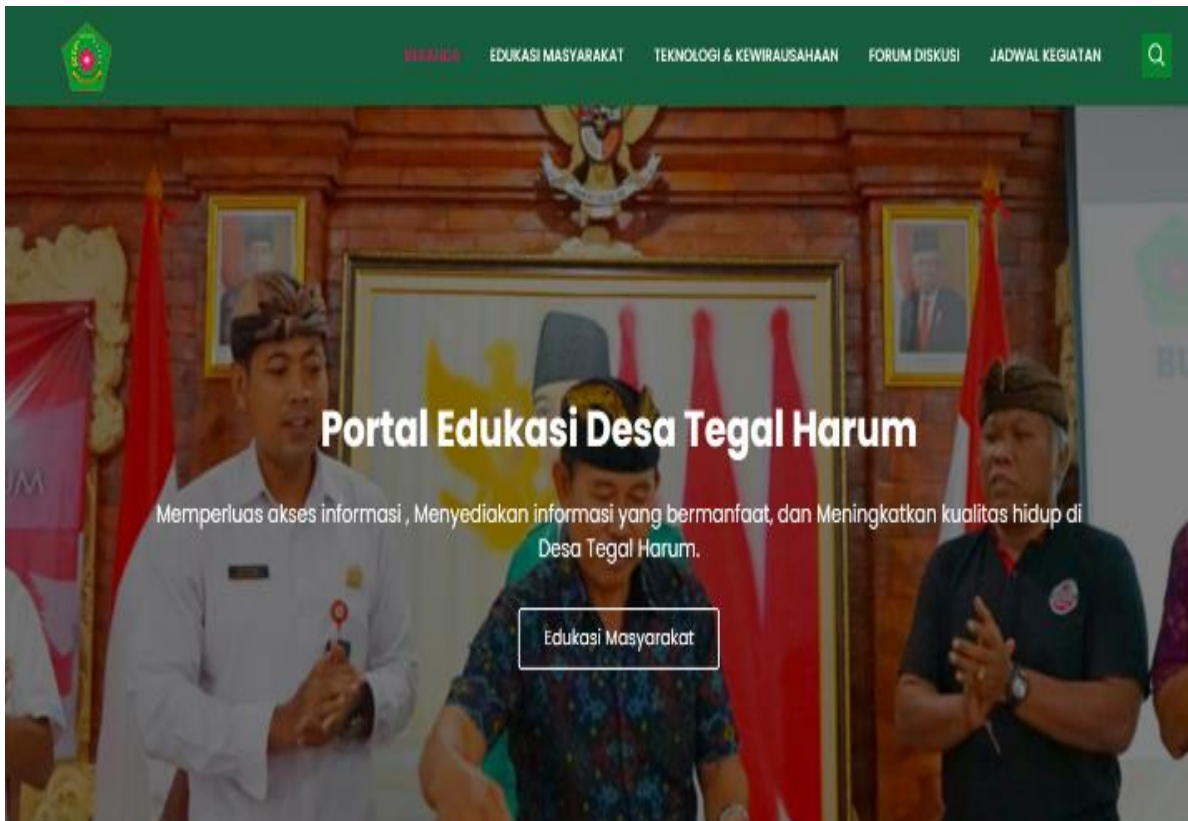 BERANDA
EDUKASI MASYARAKAT
TEKNOLOGI & KEWIRAUSAHAAN
FORUM DISKUSI
JADWAL KEGIATAN
Portal Edukasi Desa Tegal Harum
Memperluas akses informasi , Menyediakan informasi yang bermanfaat, dan Meningkatkan kualitas hidup di
Desa Tegal Harum.
Edukasi Masyarakat